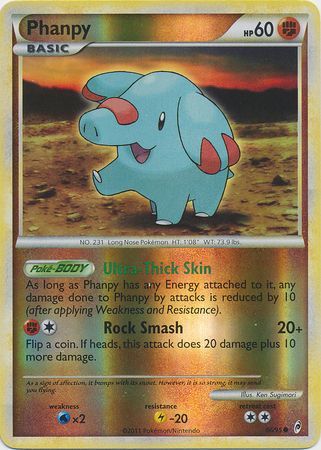 Phanpy HP60
BASIC
NO. 231 Long Nose Pokémon HT: 1'08" WT: 73.9 lbs.
Poké-BODY Ultra-Thick Skin
As long as Phanpy has any Energy attached to it, any
damage done to Phanpy by attacks is reduced by 10
(after applying Weakness and Resistance).
Rock Smash 20+
Flip a coin. If heads, this attack does 20 damage plus 10
more damage.
As a sign of affection, it bumps with its snout. However, it is so strong, it may send
you flying.
Illus. Ken Sugimori
weakness resistance retreat cost
×2 -20
©2011 Pokémon/Nintendo 66/95